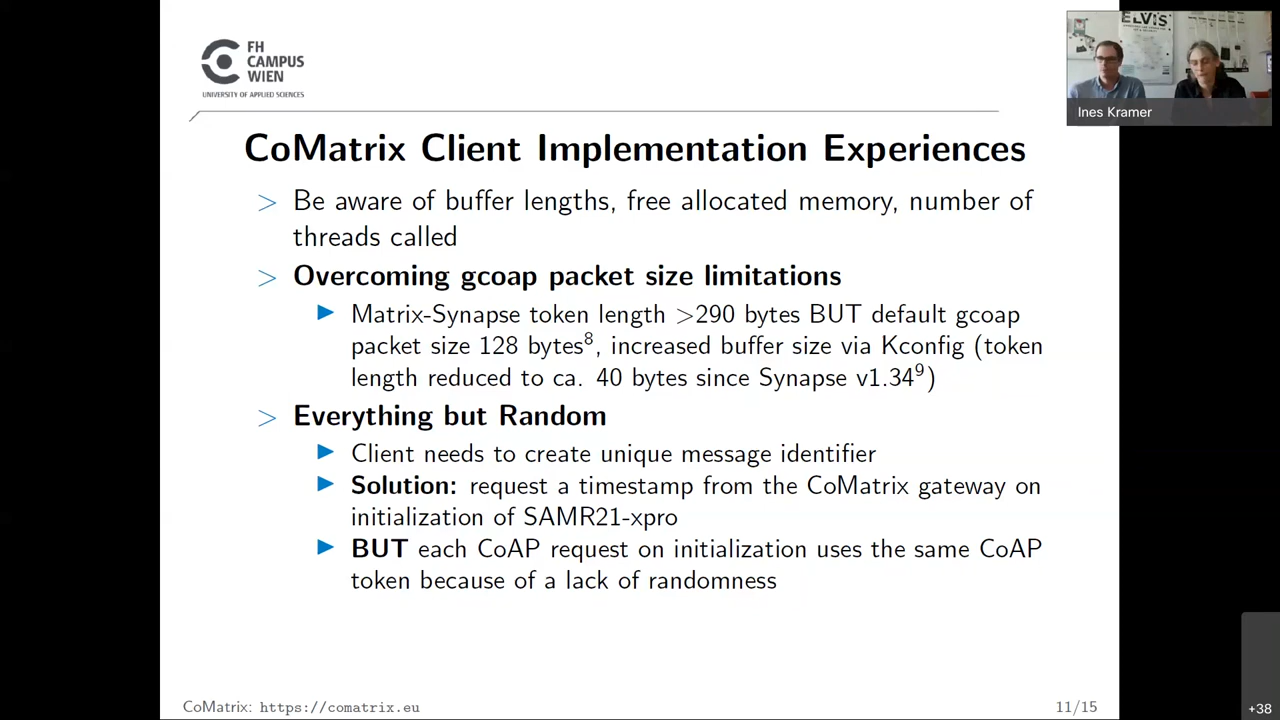 FH
CAMPUS
WIEN
UNIVERSITY OF APPLIED SCIENCES
ELVIS
Ines Kramer
CoMatrix Client Implementation Experiences
> Be aware of buffer lengths, free allocated memory, number of
threads called
> Overcoming gcoap packet size limitations
▶ Matrix-Synapse token length >290 bytes BUT default gcoap
packet size 128 bytes⁸, increased buffer size via Kconfig (token
length reduced to ca. 40 bytes since Synapse v1.34⁹)
> Everything but Random
▶ Client needs to create unique message identifier
▶ Solution: request a timestamp from the CoMatrix gateway on
initialization of SAMR21-xpro
▶ BUT each CoAP request on initialization uses the same CoAP
token because of a lack of randomness
CoMatrix: https://comatrix.eu
11/15
+38